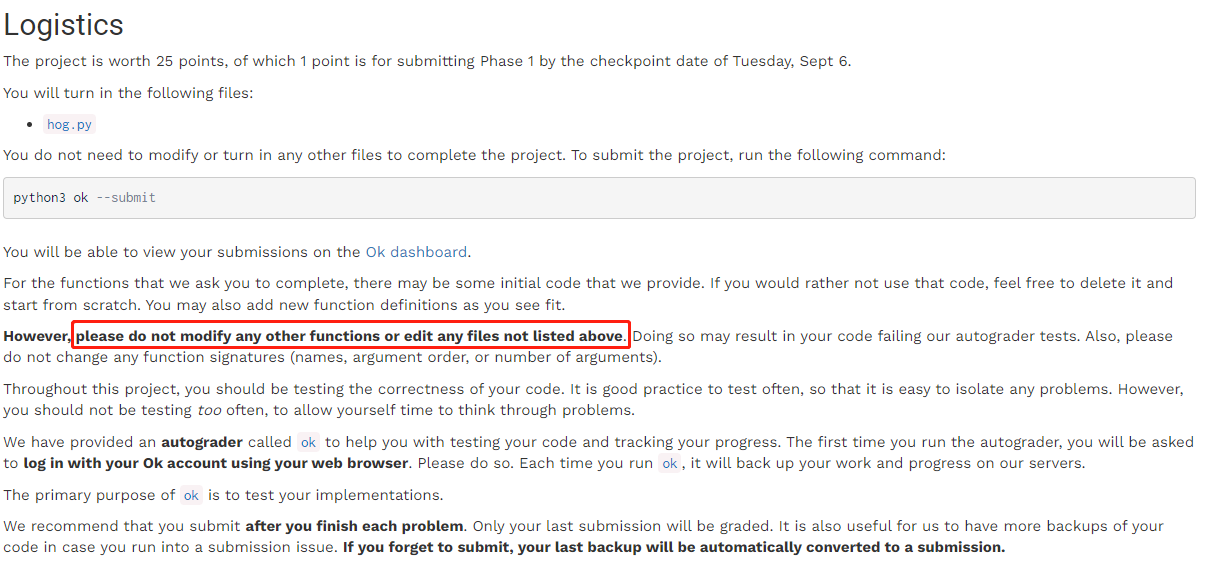 Logistics
The project is worth 25 points, of which 1 point is for submitting Phase 1 by the checkpoint date of Tuesday, Sept 6.
You will turn in the following files:
hog.py
You do not need to modify or turn in any other files to complete the project. To submit the project, run the following command:
python3 ok --submit
You will be able to view your submissions on the Ok dashboard.
For the functions that we ask you to complete, there may be some initial code that we provide. If you would rather not use that code, feel free to delete it and
start from scratch. You may also add new function definitions as you see fit.
However, please do not modify any other functions or edit any files not listed above. Doing so may result in your code failing our autograder tests. Also, please
do not change any function signatures (names, argument order, or number of arguments).
Throughout this project, you should be testing the correctness of your code. It is good practice to test often, so that it is easy to isolate any problems. However,
you should not be testing too often, to allow yourself time to think through problems.
We have provided an autograder called ok to help you with testing your code and tracking your progress. The first time you run the autograder, you will be asked
to log in with your Ok account using your web browser. Please do so. Each time you run ok, it will back up your work and progress on our servers.
The primary purpose of ok is to test your implementations.
We recommend that you submit after you finish each problem. Only your last submission will be graded. It is also useful for us to have more backups of your
code in case you run into a submission issue. If you forget to submit, your last backup will be automatically converted to a submission.